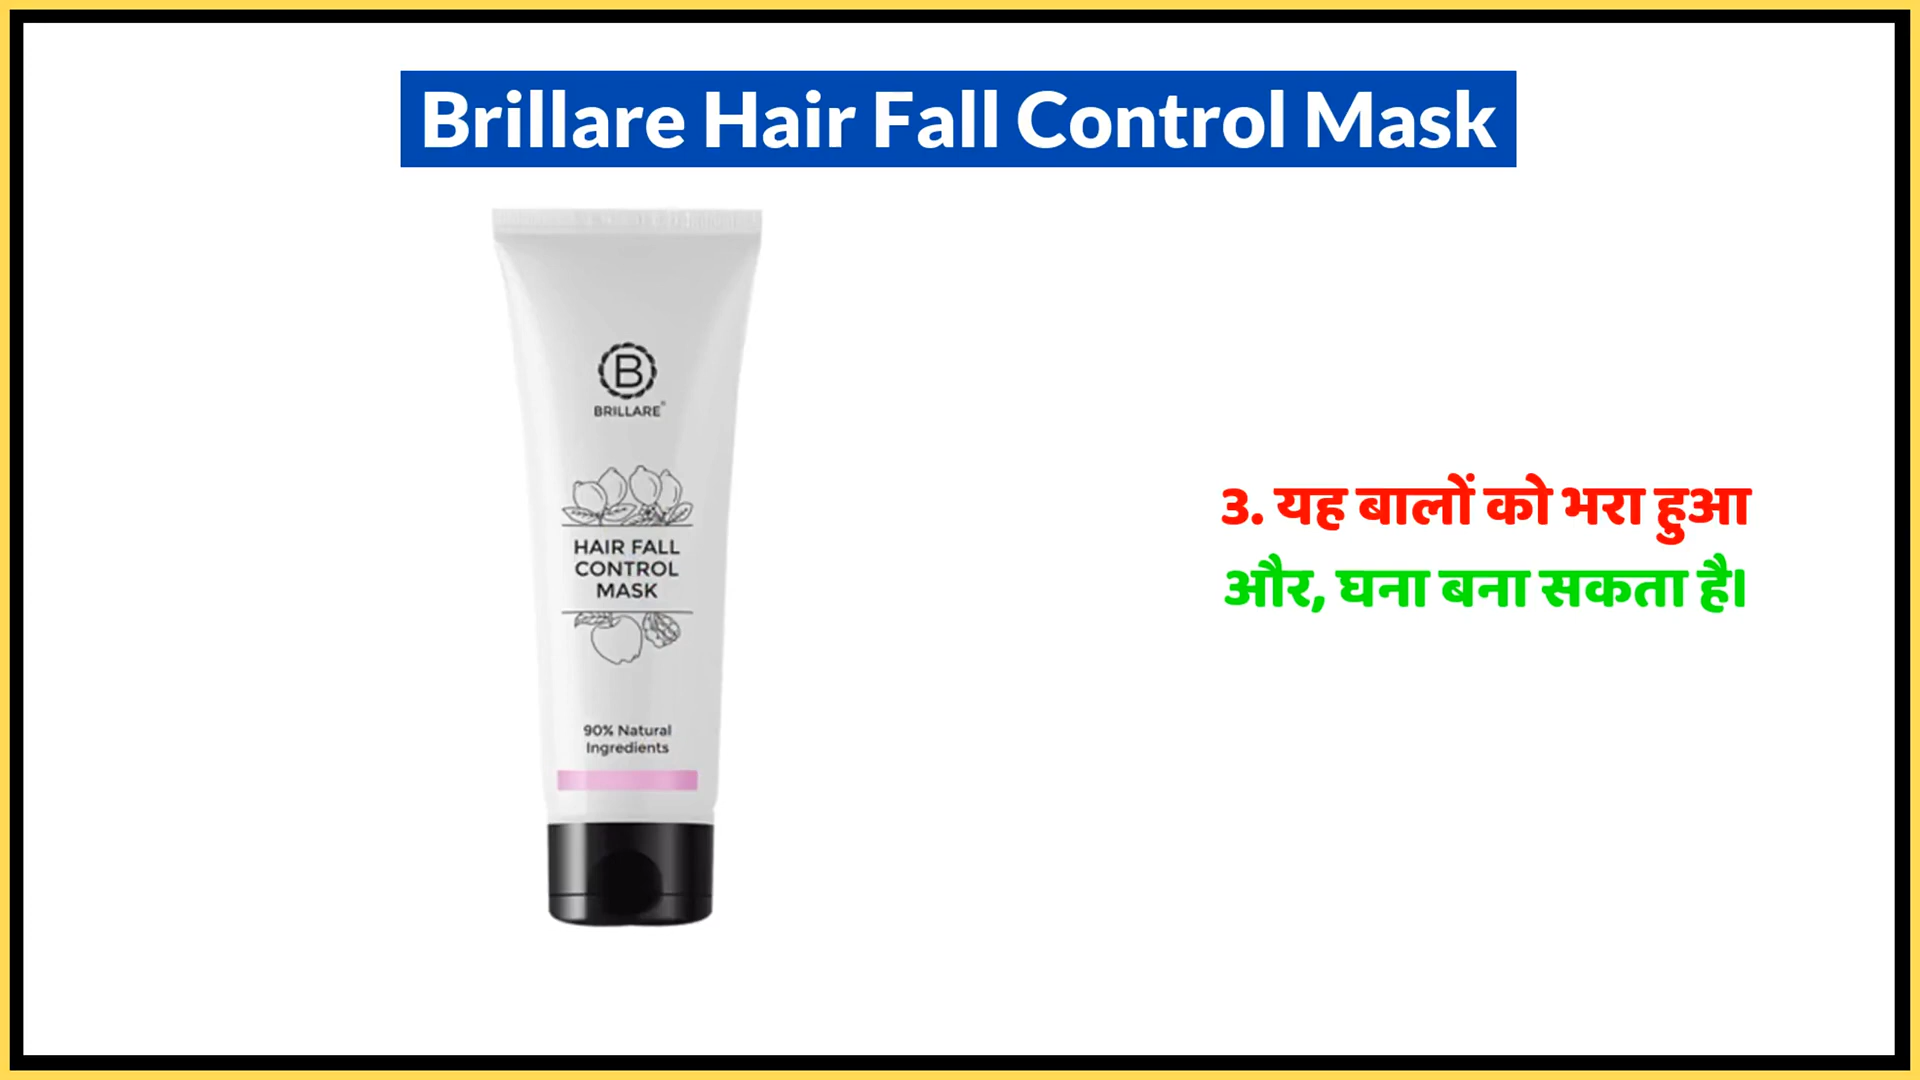 Brillare Hair Fall Control Mask
B
BRILLARE®
HAIR FALL
CONTROL
MASK
90% Natural
Ingredients
3. यह बालों को भरा हुआ
और, घना बना सकता है।